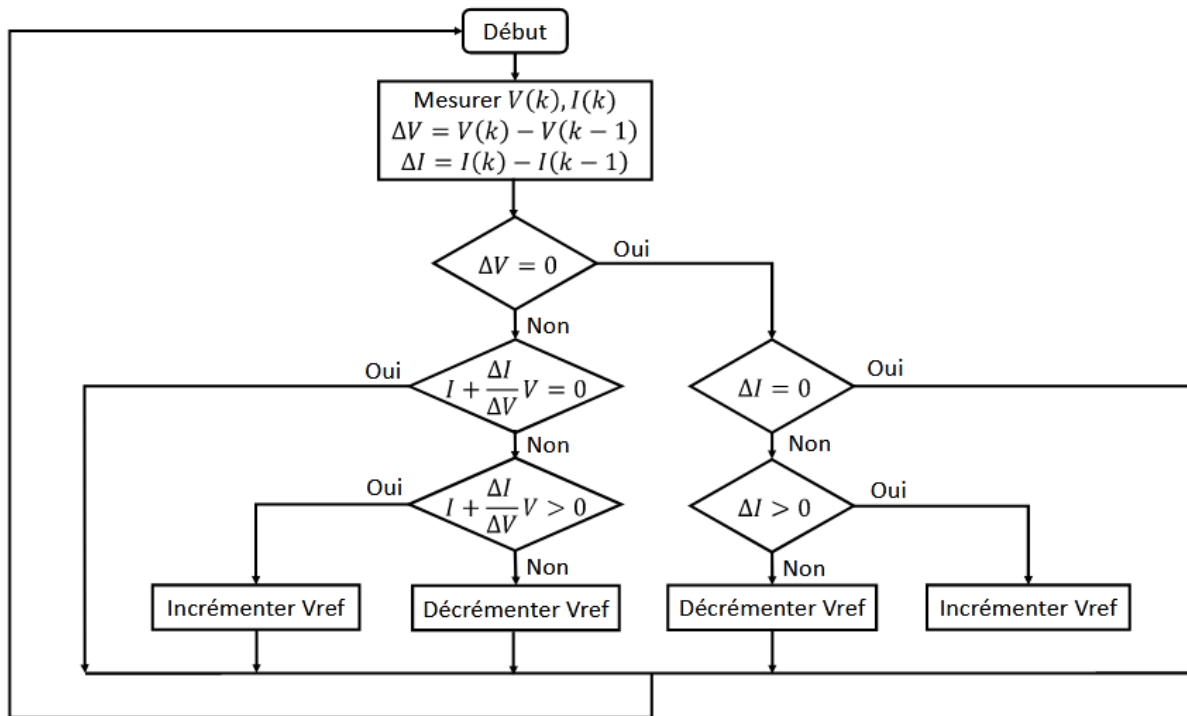 Début
Mesurer V(k), I(k)
ΔV = V(k) − V(k − 1)
ΔI = I(k) − I(k − 1)
ΔV = 0
Oui
Non
Oui
I + ΔI/ΔV V = 0
ΔI = 0
Oui
Non
Non
Oui
I + ΔI/ΔV V > 0
ΔI > 0
Oui
Non
Non
Incrémenter Vref
Décrémenter Vref
Décrémenter Vref
Incrémenter Vref